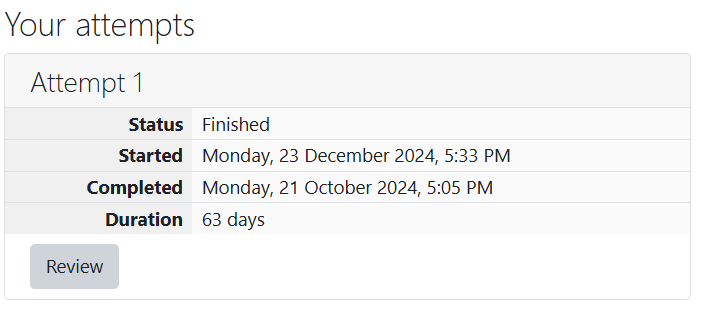 Your attempts
Attempt 1
Status Finished
Started Monday, 23 December 2024, 5:33 PM
Completed Monday, 21 October 2024, 5:05 PM
Duration 63 days
Review